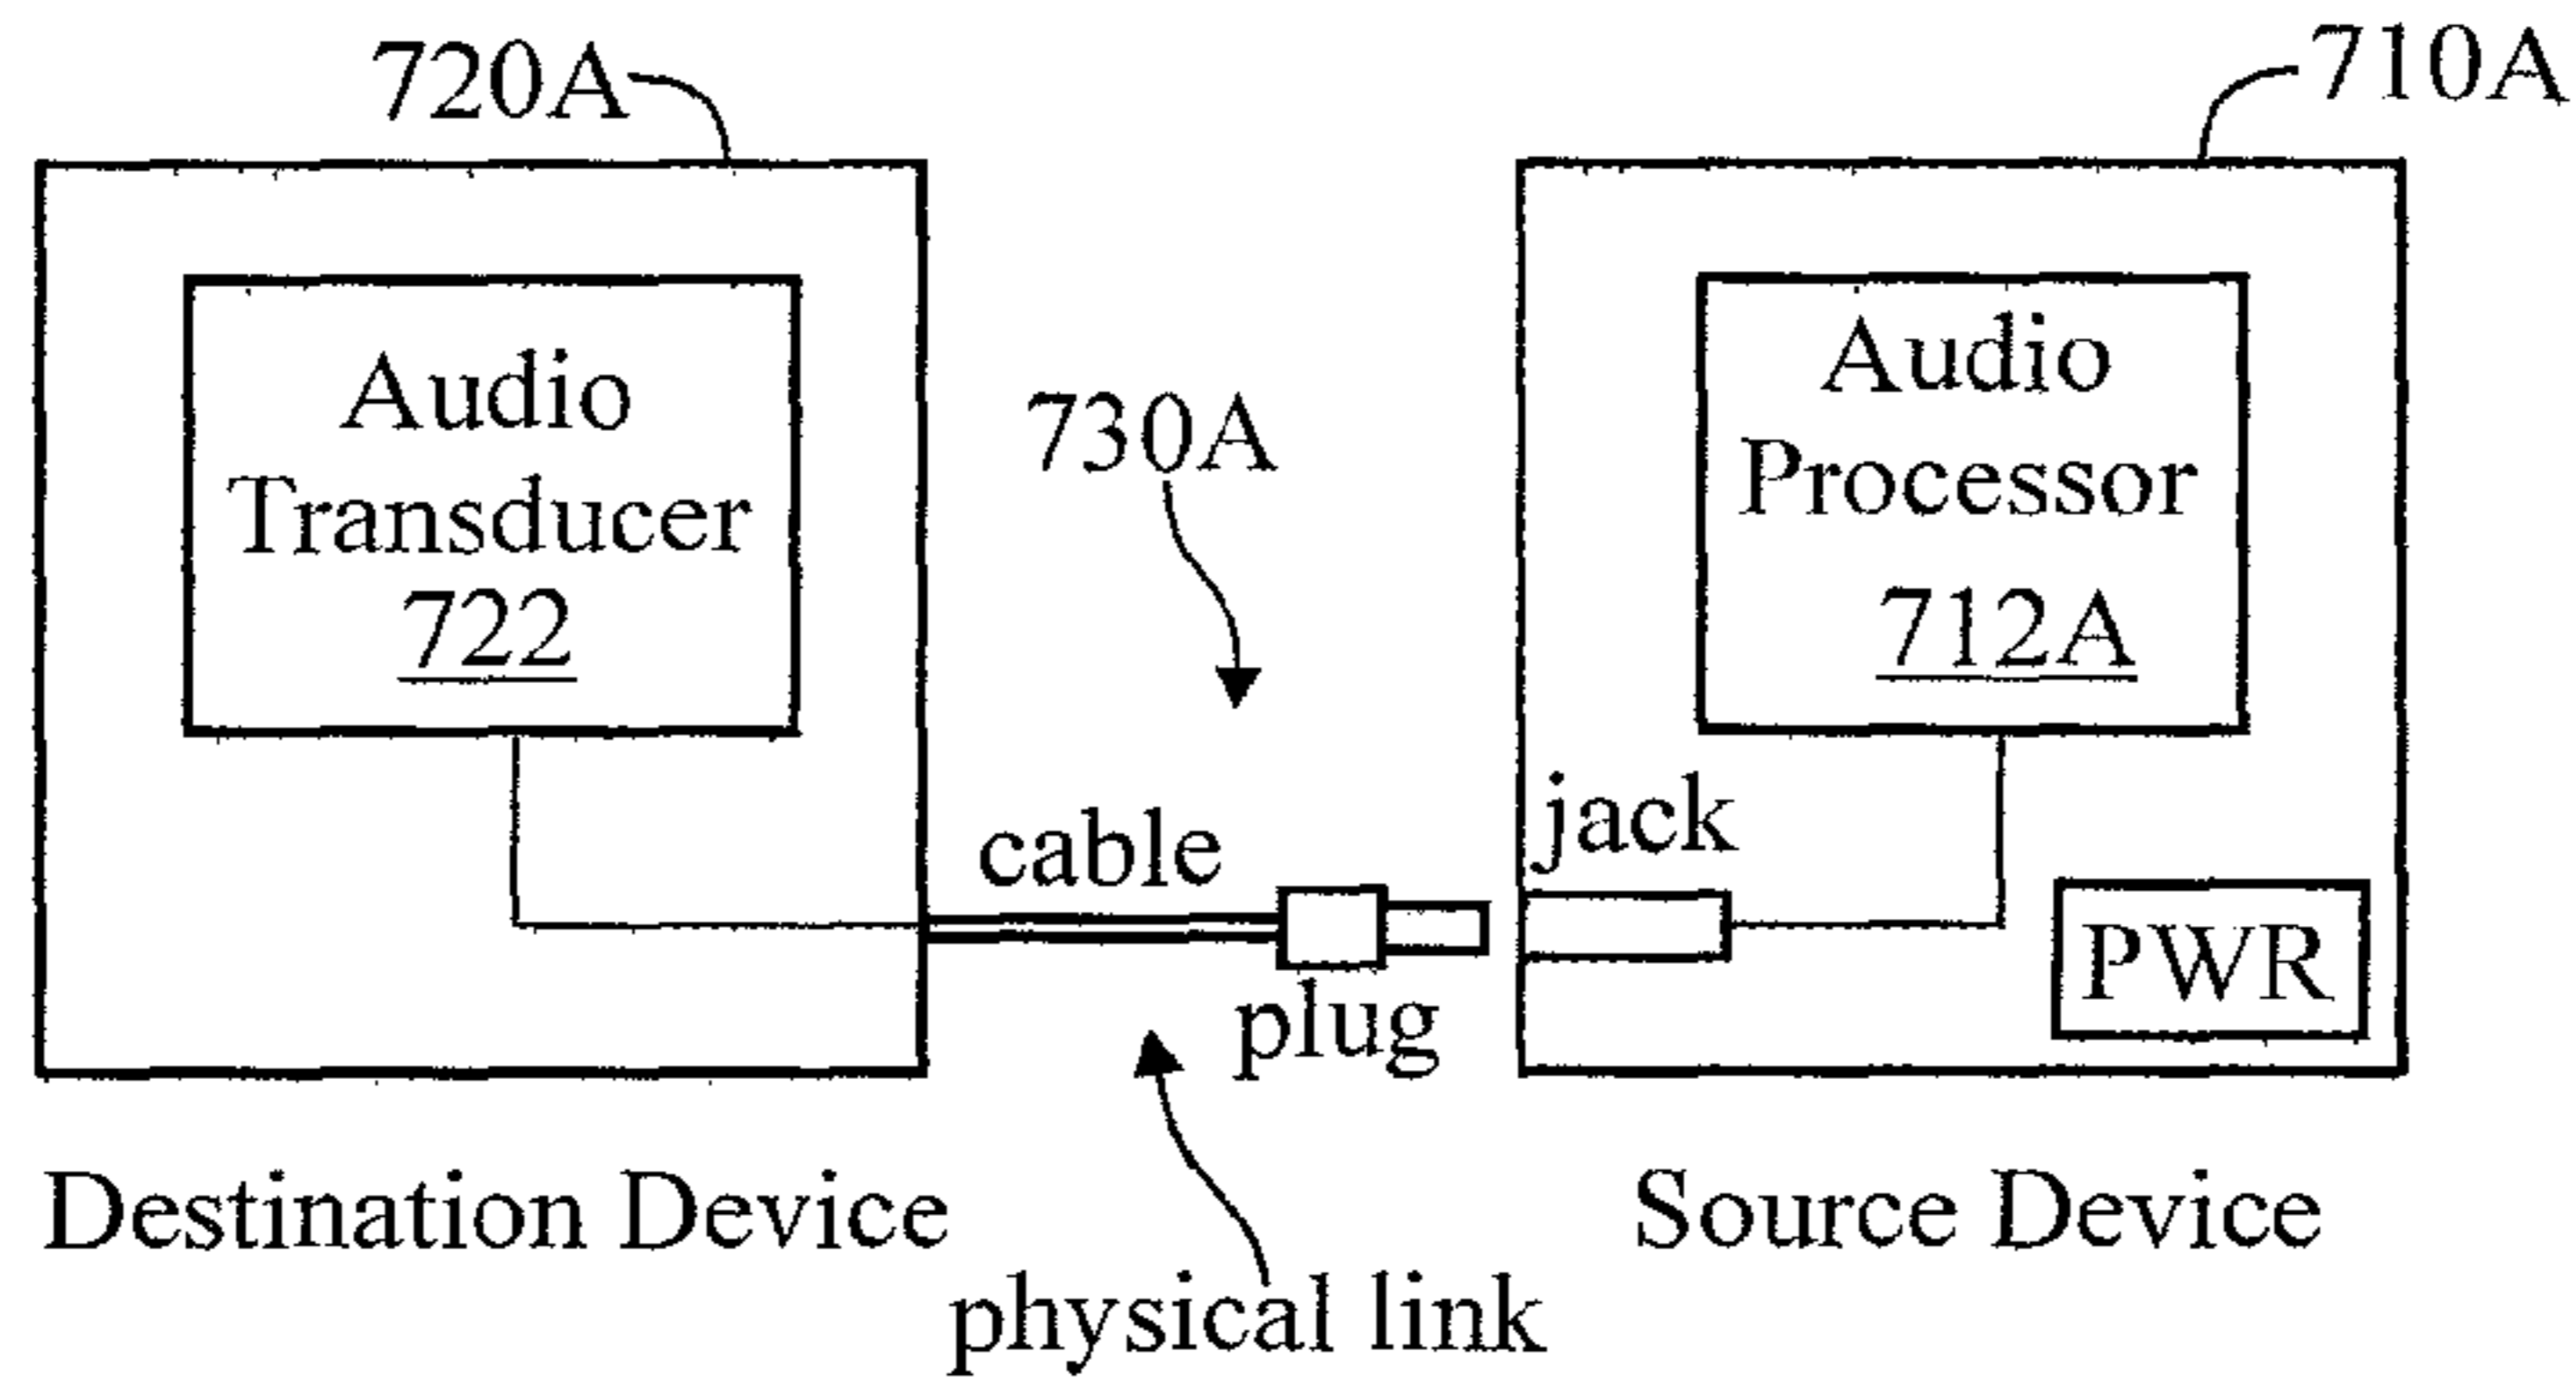 720A
710A
Audio
Transducer
722
730A
Audio
Processor
712A
cable
plug
jack
PWR
Destination Device
Source Device
physical link